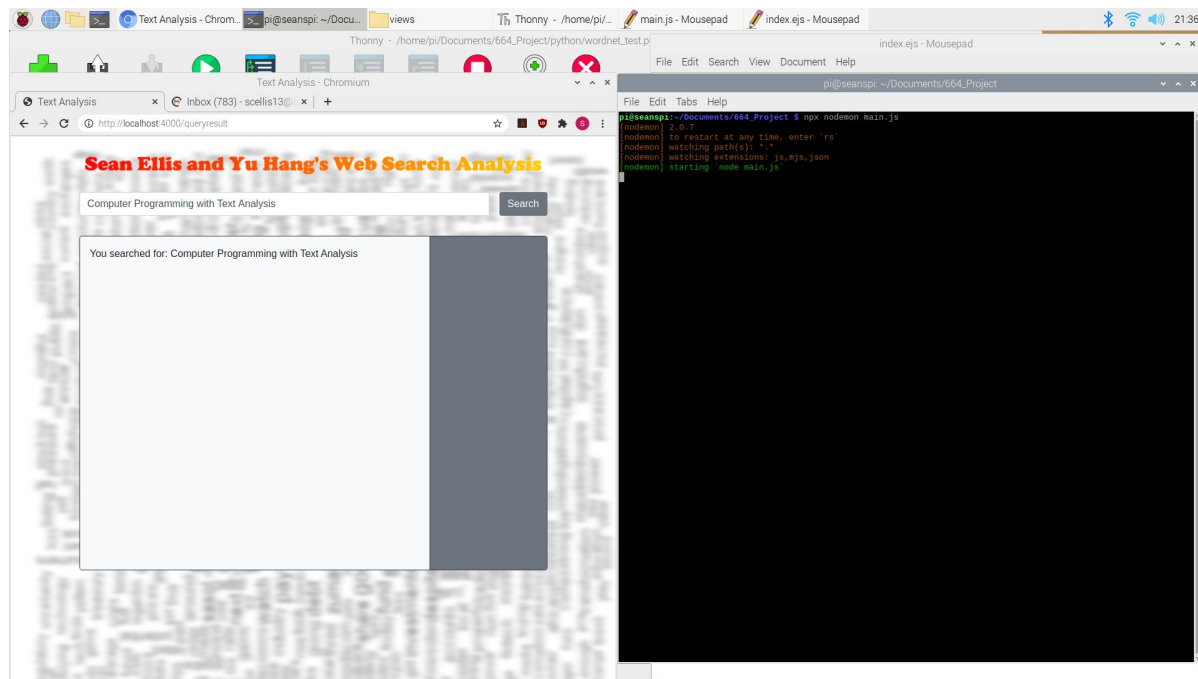 Text Analysis - Chrom...
pi@seanspi: ~/Docu...
views
Thonny - /home/pi/...
main.js - Mousepad
index.ejs - Mousepad
21:36
Thonny - /home/pi/Documents/664_Project/python/wordnet_test.p
index.ejs - Mousepad
File Edit Search View Document Help
Text Analysis - Chromium
pi@seanspi: ~/Documents/664_Project
Text Analysis
Inbox (783) - scellis13@
File Edit Tabs Help
http://localhost:4000/queryresult
S
pi@seanspi:~/Documents/664_Project $ npx nodemon main.js
[nodemon] 2.0.7
[nodemon] to restart at any time, enter `rs`
[nodemon] watching path(s): *.*
[nodemon] watching extensions: js,mjs,json
[nodemon] starting `node main.js`
Sean Ellis and Yu Hang's Web Search Analysis
Computer Programming with Text Analysis
Search
You searched for: Computer Programming with Text Analysis